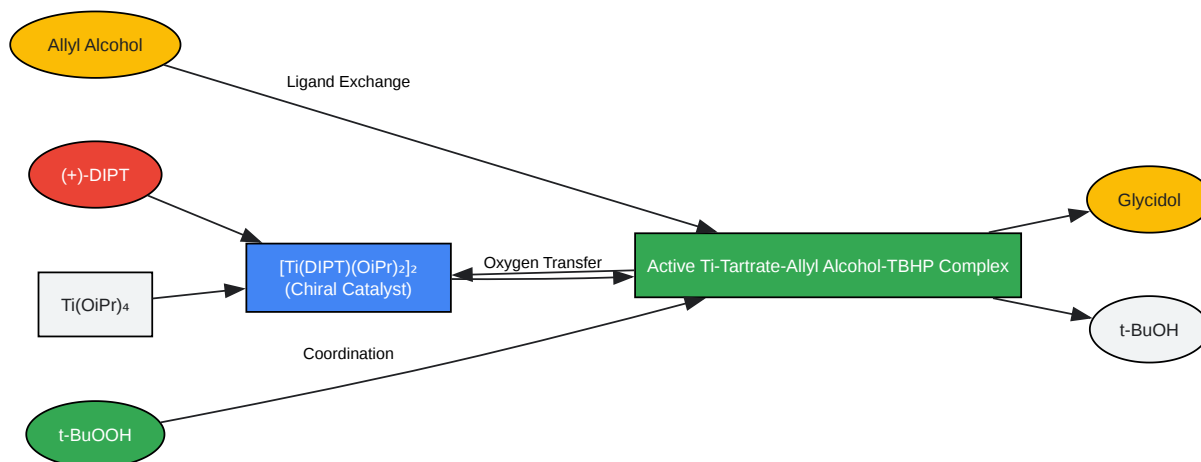 Allyl Alcohol
Ligand Exchange
(+)-DIPT
Glycidol
[Ti(DIPT)(OiPr)₂]₂
(Chiral Catalyst)
Oxygen Transfer
Active Ti-Tartrate-Allyl Alcohol-TBHP Complex
Ti(OiPr)₄
t-BuOH
Coordination
t-BuOOH